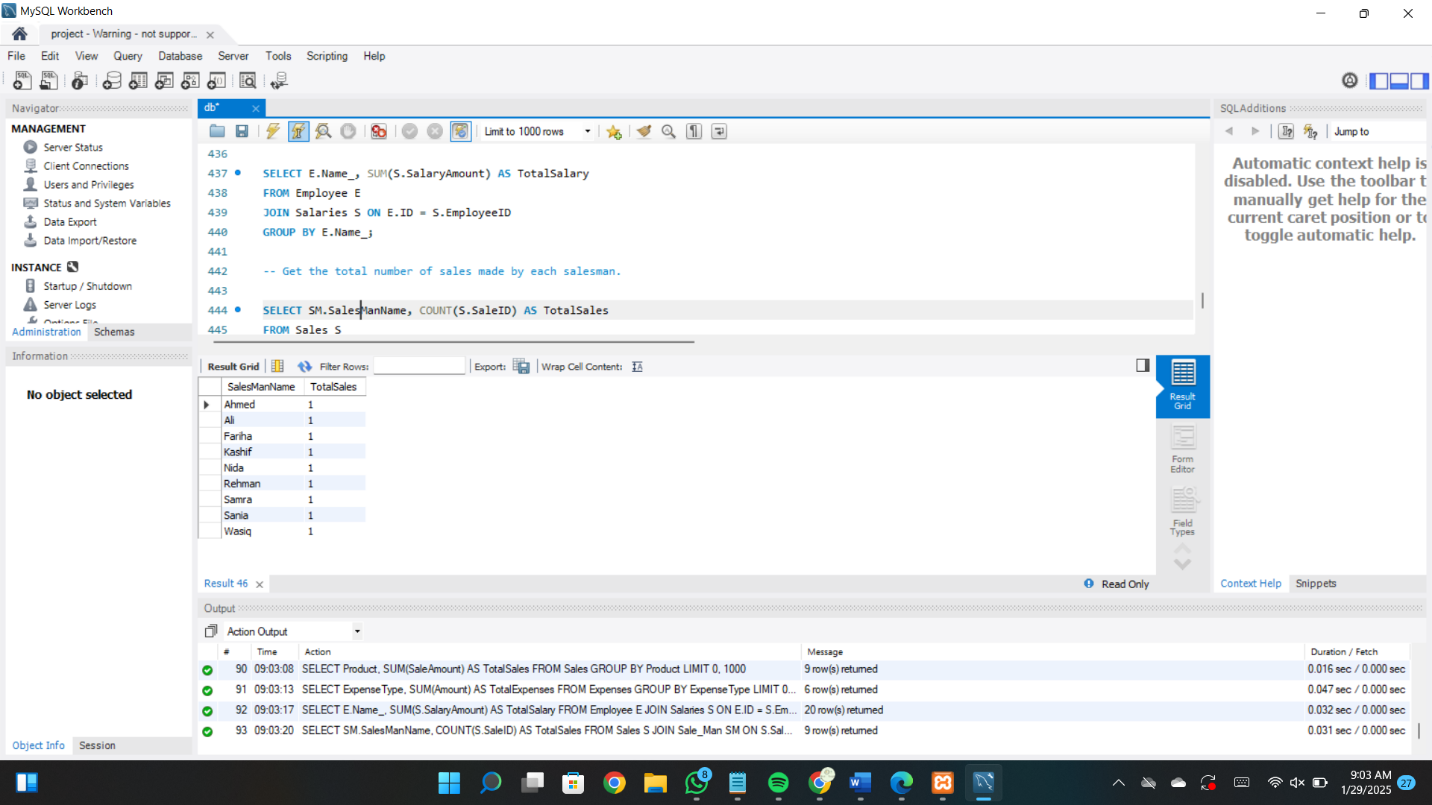 MySQL Workbench
project - Warning - not suppor...
File Edit View Query Database Server Tools Scripting Help
Navigator
MANAGEMENT
Server Status
Client Connections
Users and Privileges
Status and System Variables
Data Export
Data Import/Restore
INSTANCE
Startup / Shutdown
Server Logs
Options File
Administration Schemas
Information
No object selected
Object Info Session
db*
Limit to 1000 rows
436
437 SELECT E.Name_, SUM(S.SalaryAmount) AS TotalSalary
438 FROM Employee E
439 JOIN Salaries S ON E.ID = S.EmployeeID
440 GROUP BY E.Name_;
441
442 -- Get the total number of sales made by each salesman.
443
444 SELECT SM.SalesManName, COUNT(S.SaleID) AS TotalSales
445 FROM Sales S
Result Grid Filter Rows: Export: Wrap Cell Content:
SalesManName TotalSales
Ahmed 1
Ali 1
Fariha 1
Kashif 1
Nida 1
Rehman 1
Samra 1
Sania 1
Wasiq 1
Result Grid
Form Editor
Field Types
Result 46
Read Only
SQLAdditions
Jump to
Automatic context help is
disabled. Use the toolbar t
manually get help for the
current caret position or to
toggle automatic help.
Context Help Snippets
Output
Action Output
# Time Action Message Duration / Fetch
90 09:03:08 SELECT Product, SUM(SaleAmount) AS TotalSales FROM Sales GROUP BY Product LIMIT 0, 1000 9 row(s) returned 0.016 sec / 0.000 sec
91 09:03:13 SELECT ExpenseType, SUM(Amount) AS TotalExpenses FROM Expenses GROUP BY ExpenseType LIMIT 0... 6 row(s) returned 0.047 sec / 0.000 sec
92 09:03:17 SELECT E.Name_, SUM(S.SalaryAmount) AS TotalSalary FROM Employee E JOIN Salaries S ON E.ID = S.Em... 20 row(s) returned 0.032 sec / 0.000 sec
93 09:03:20 SELECT SM.SalesManName, COUNT(S.SaleID) AS TotalSales FROM Sales S JOIN Sale_Man SM ON S.Sal... 9 row(s) returned 0.031 sec / 0.000 sec
8
9:03 AM
1/29/2025
27